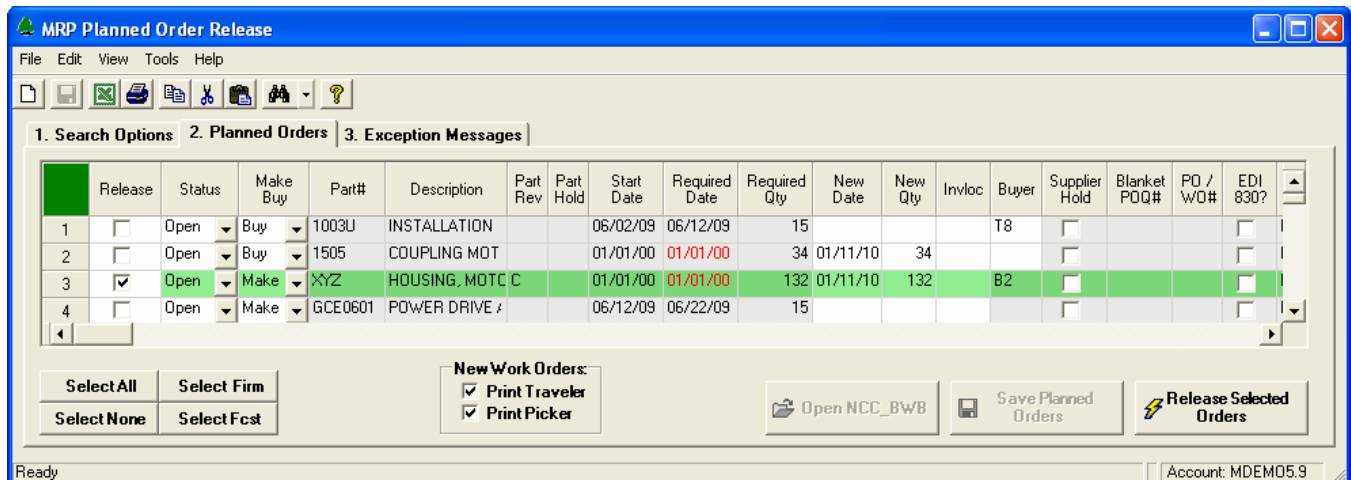 MRP Planned Order Release
File Edit View Tools Help
1. Search Options 2. Planned Orders 3. Exception Messages
Release Status Make Buy Part# Description Part Rev Part Hold Start Date Required Date Required Qty New Date New Qty Invloc Buyer Supplier Hold Blanket POQ# PO / WO# EDI 830?
1 Open Buy 1003U INSTALLATION 06/02/09 06/12/09 15 T8
2 Open Buy 1505 COUPLING MOT 01/01/00 01/01/00 34 01/11/10 34
3 Open Make XYZ HOUSING, MOTO C 01/01/00 01/01/00 132 01/11/10 132 B2
4 Open Make GCE0601 POWER DRIVE 06/12/09 06/22/09 15
Select All Select Firm
Select None Select Fcst
New Work Orders:
Print Traveler
Print Picker
Open NCC_BWB
Save Planned Orders
Release Selected Orders
Ready Account: MDEMO5.9